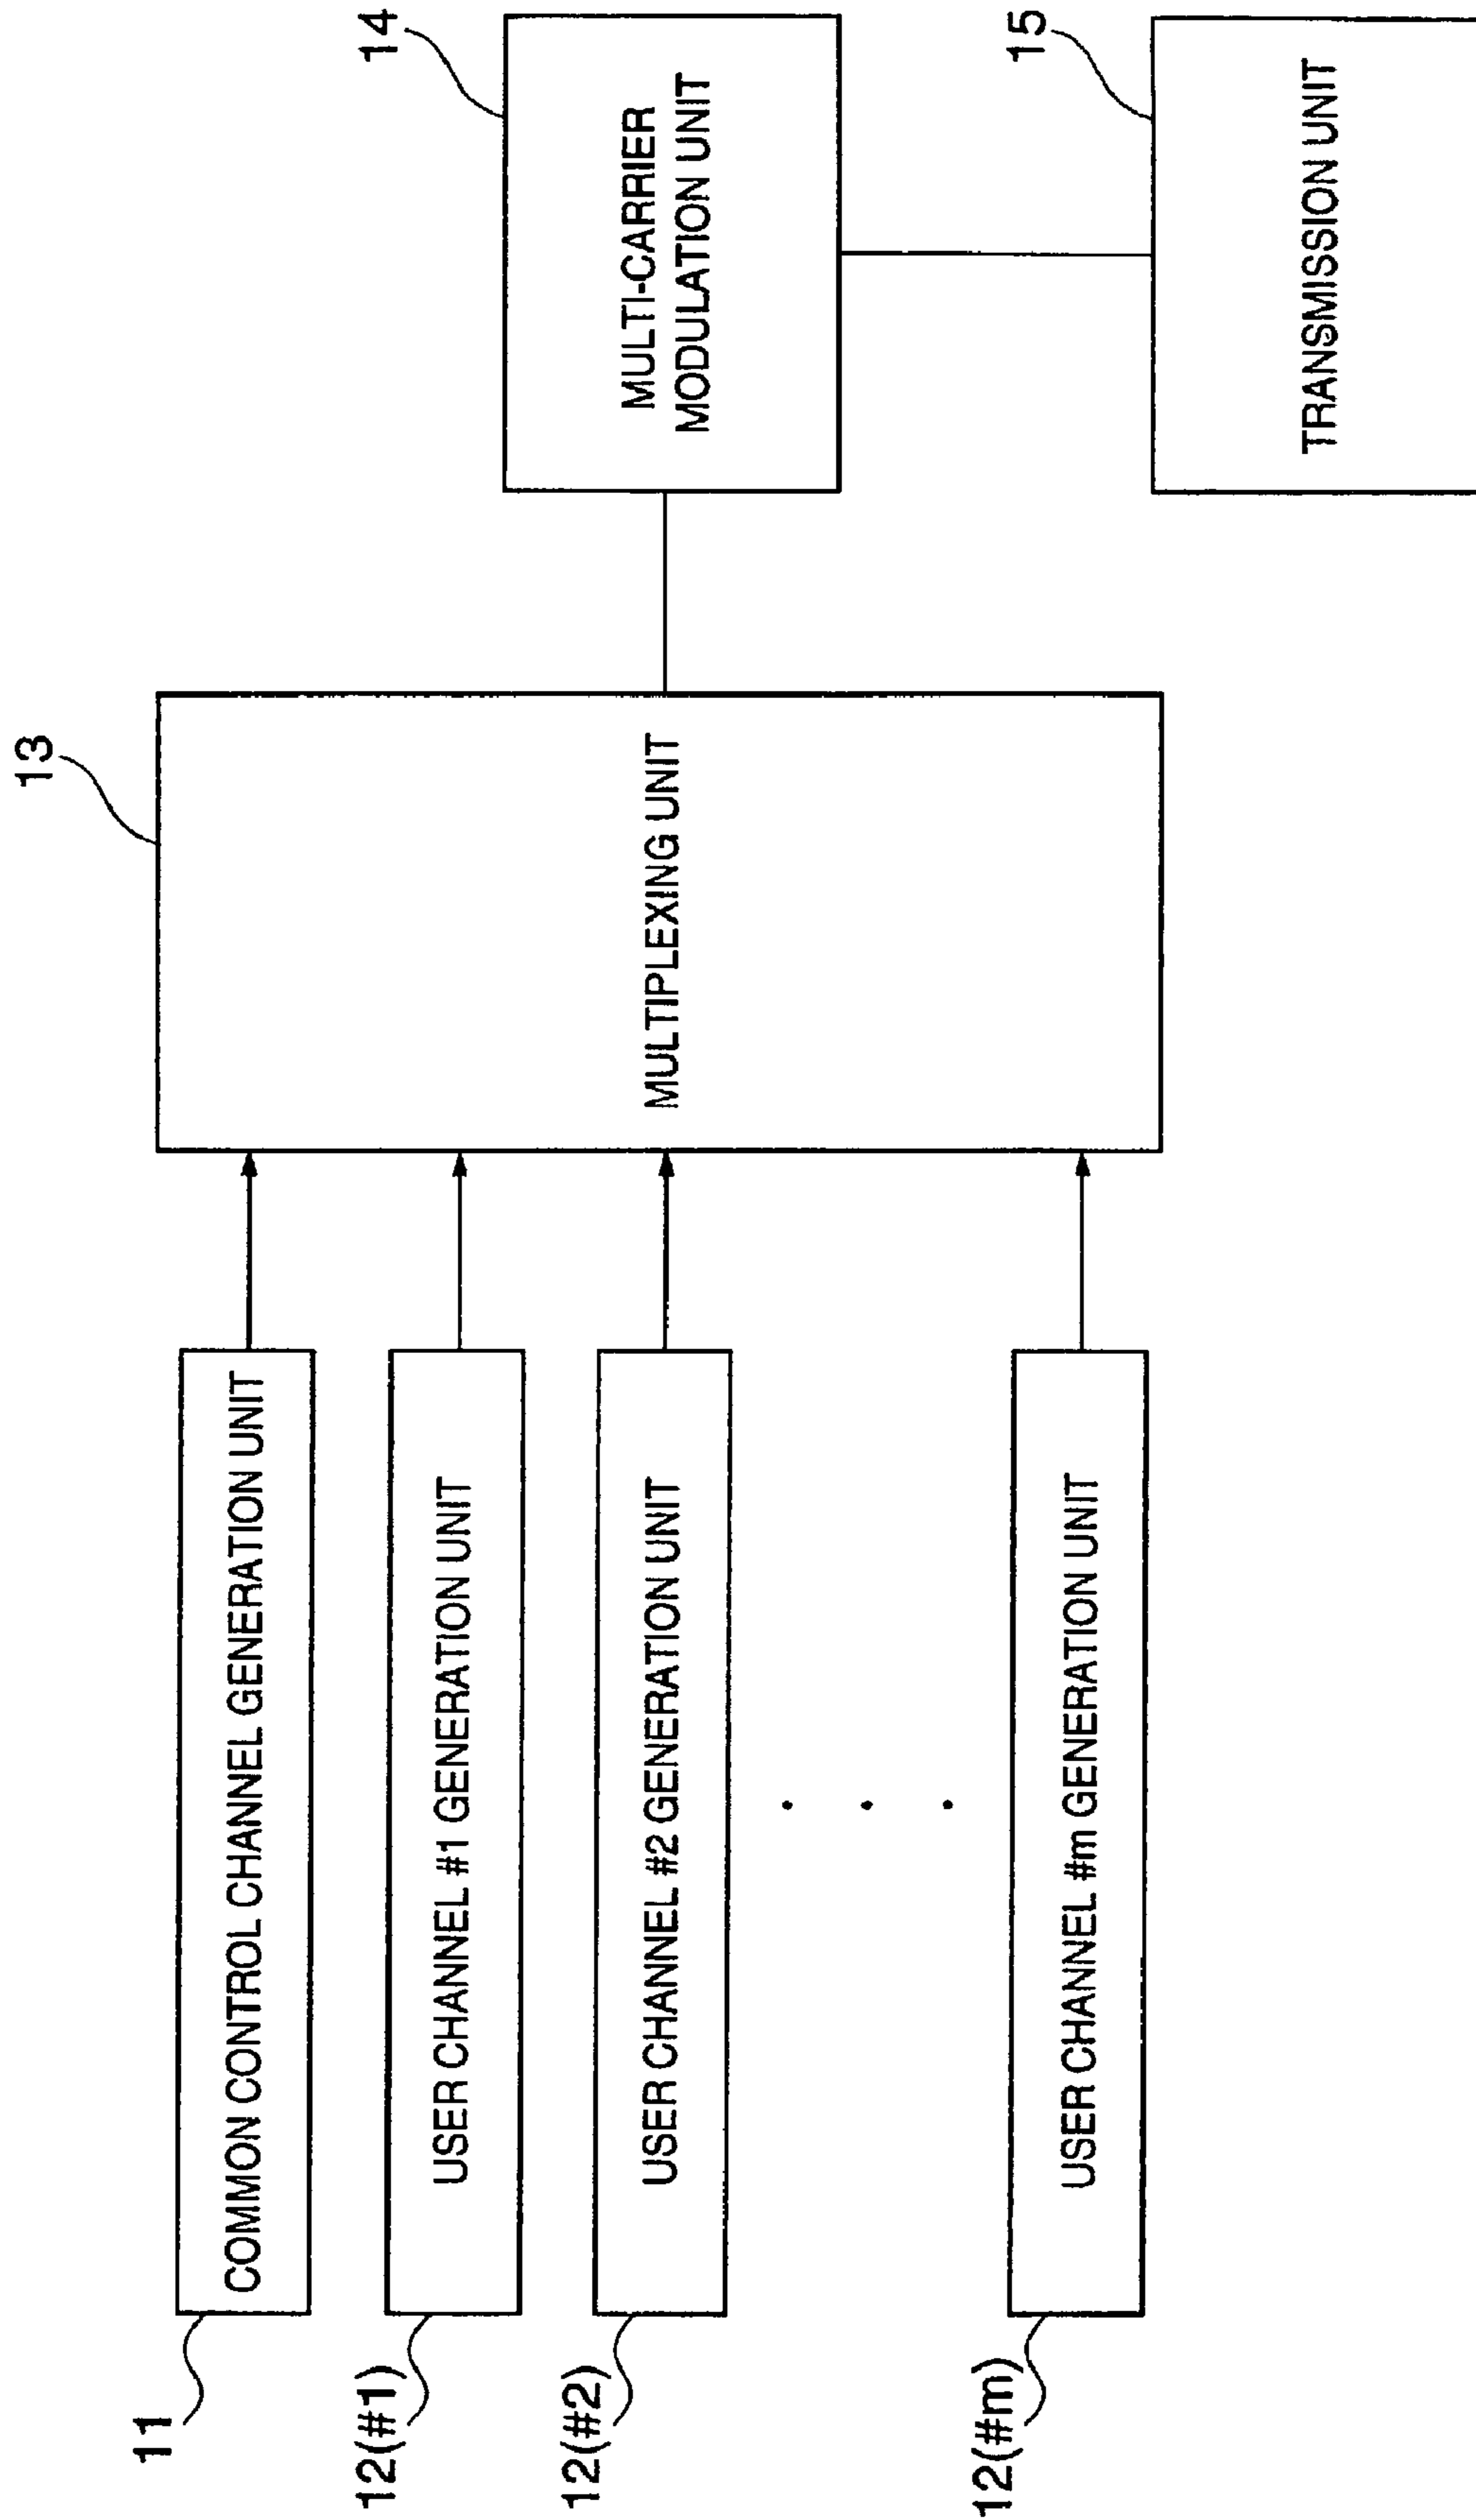 11
COMMON CONTROL CHANNEL GENERATION UNIT
12(#1)
USER CHANNEL #1 GENERATION UNIT
12(#2)
USER CHANNEL #2 GENERATION UNIT
. . .
12(#m)
USER CHANNEL #m GENERATION UNIT
13
MULTIPLEXING UNIT
14
MULTI-CARRIER
MODULATION UNIT
15
TRANSMISSION UNIT